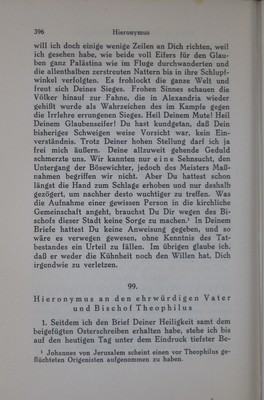 396 Hieronymus
will ich doch einige wenige Zeilen an Dich richten, weil
ich gesehen habe, wie beide voll Eifers für den Glau-
ben ganz Palästina wie im Fluge durchwanderten und
die allenthalben zerstreuten Nattern bis in ihre Schlupf-
winkel verfolgten. Es frohlockt die ganze Welt und
freut sich Deines Sieges. Frohen Sinnes schauen die
Völker hinauf zur Fahne, die in Alexandria wieder
gehißt wurde als Wahrzeichen des im Kampfe gegen
die Irrlehre errungenen Sieges. Heil Deinem Mute! Heil
Deinem Glaubenseifer! Du hast kundgetan, daß Dein
bisheriges Schweigen weise Vorsicht war, kein Ein-
verständnis. Trotz Deiner hohen Stellung darf ich ja
frei mich äußern. Deine allzuweit gehende Geduld
schmerzte uns. Wir kannten nur eine Sehnsucht, den
Untergang der Bösewichter, jedoch des Meisters Maß-
nahmen begriffen wir nicht. Aber Du hattest schon
längst die Hand zum Schlage erhoben und nur deshalb
gezögert, um nachher desto wuchtiger zu treffen. Was
die Aufnahme einer gewissen Person in die kirchliche
Gemeinschaft angeht, brauchst Du Dir wegen des Bi-
schofs dieser Stadt keine Sorge zu machen.¹ In Deinem
Briefe hattest Du keine Anweisung gegeben, und so
wäre es verwegen gewesen, ohne Kenntnis des Tat-
bestandes ein Urteil zu fällen. Im übrigen glaube ich,
daß er weder die Kühnheit noch den Willen hat, Dich
irgendwie zu verletzen.
99.
Hieronymus an den ehrwürdigen Vater
und Bischof Theophilus
1. Seitdem ich den Brief Deiner Heiligkeit samt dem
beigefügten Osterschreiben erhalten habe, stehe ich bis
auf den heutigen Tag unter dem Eindruck tiefster Be-
¹ Johannes von Jerusalem scheint einen vor Theophilus ge-
flüchteten Origenisten aufgenommen zu haben.